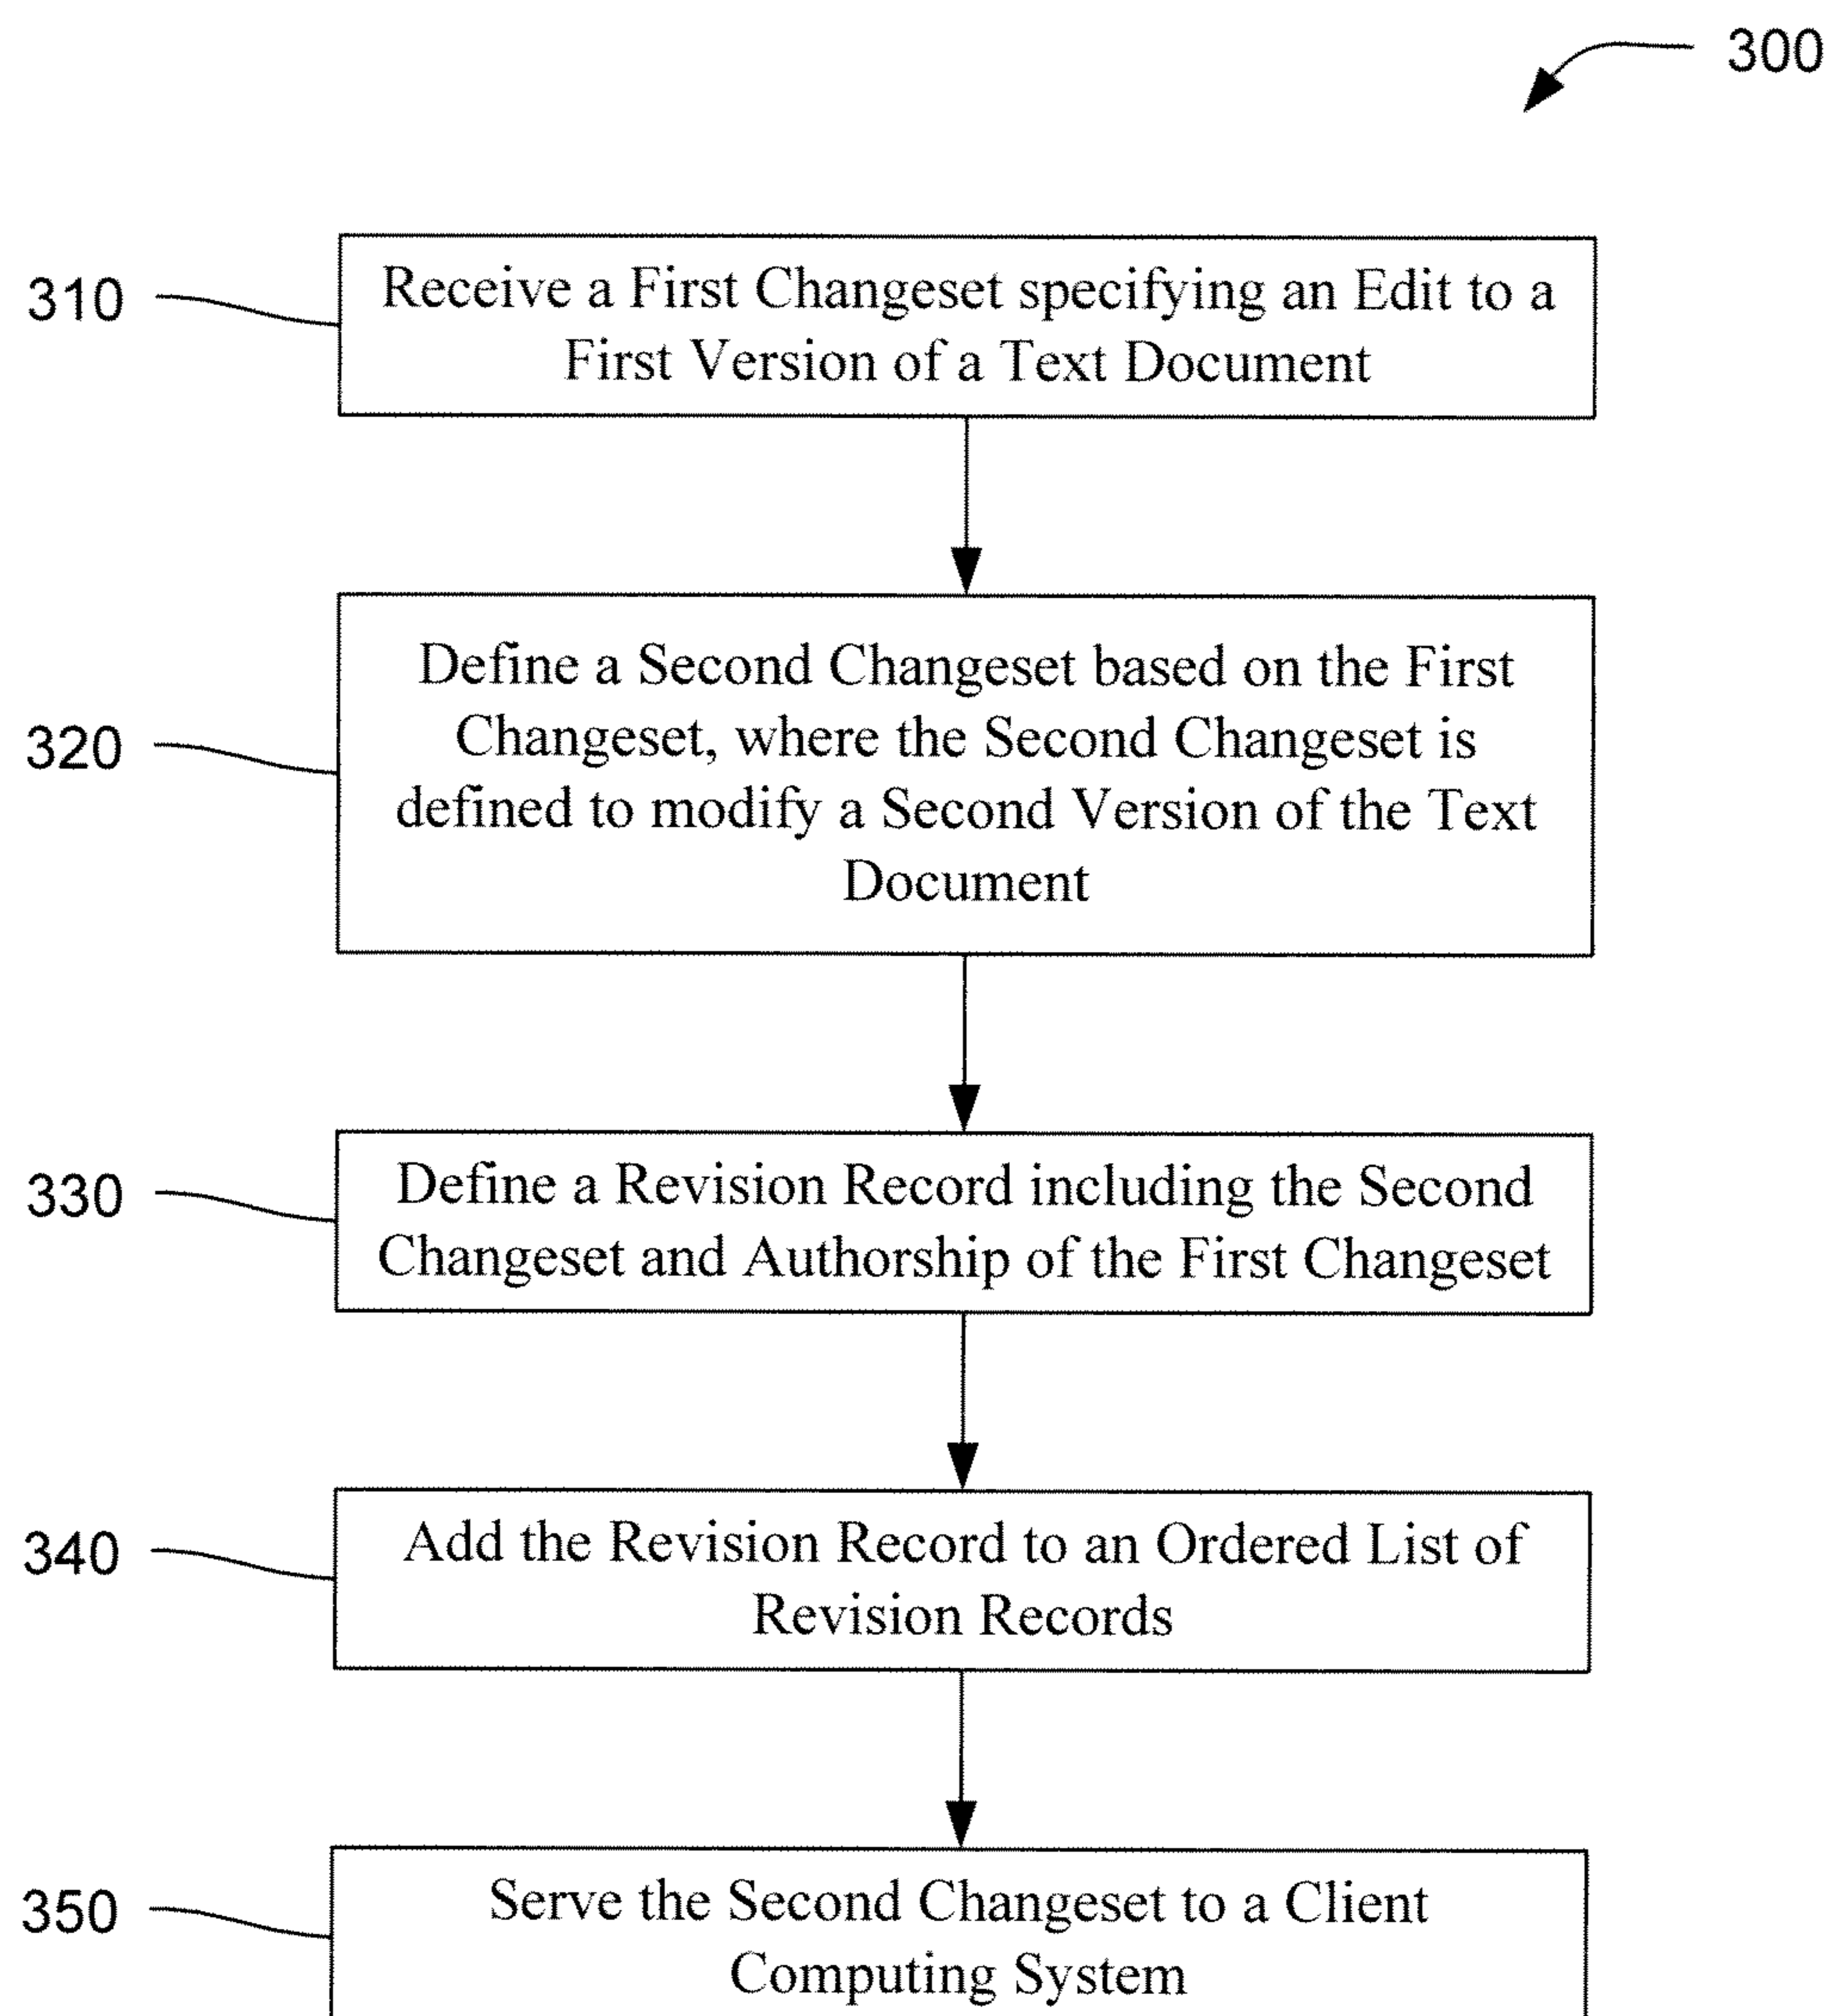 300
310
Receive a First Changeset specifying an Edit to a
First Version of a Text Document
320
Define a Second Changeset based on the First
Changeset, where the Second Changeset is
defined to modify a Second Version of the Text
Document
330
Define a Revision Record including the Second
Changeset and Authorship of the First Changeset
340
Add the Revision Record to an Ordered List of
Revision Records
350
Serve the Second Changeset to a Client
Computing System